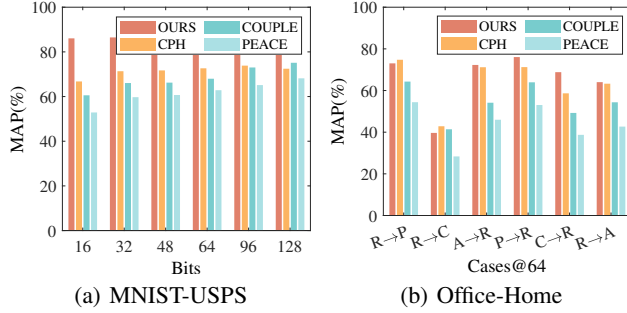 100
80
60
40
20
0
MAP(%)
OURS
CPH
COUPLE
PEACE
16 32 48 64 96 128
Bits
(a) MNIST-USPS
100
80
60
40
20
0
MAP(%)
OURS
CPH
COUPLE
PEACE
R→P R→C A→R P→R C→R R→A
Cases@64
(b) Office-Home